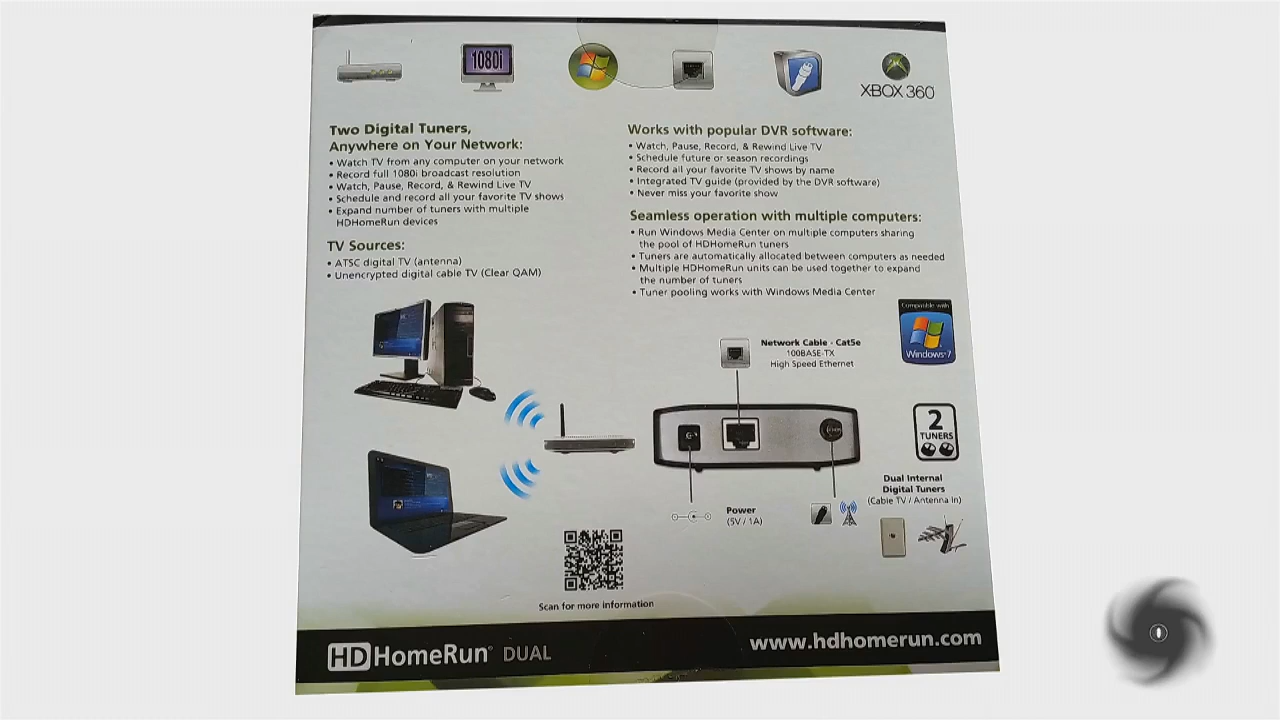 1080i
XBOX 360
Two Digital Tuners,
Anywhere on Your Network:
• Watch TV from any computer on your network
• Record full 1080i broadcast resolution
• Watch, Pause, Record, & Rewind Live TV
• Schedule and record all your favorite TV shows
• Expand number of tuners with multiple
HDHomeRun devices
TV Sources:
• ATSC digital TV (antenna)
• Unencrypted digital cable TV (Clear QAM)
Works with popular DVR software:
• Watch, Pause, Record, & Rewind Live TV
• Schedule future or season recordings
• Record all your favorite TV shows by name
• Integrated TV guide (provided by the DVR software)
• Never miss your favorite show
Seamless operation with multiple computers:
• Run Windows Media Center on multiple computers sharing
the pool of HDHomeRun tuners
• Tuners are automatically allocated between computers as needed
• Multiple HDHomeRun units can be used together to expand
the number of tuners
• Tuner pooling works with Windows Media Center
Compatible with
Windows 7
Network Cable - Cat5e
100BASE-TX
High Speed Ethernet
2
TUNERS
Dual Internal
Digital Tuners
(Cable TV / Antenna In)
Power
(5V / 1A)
Scan for more information
HDHomeRun® DUAL
www.hdhomerun.com